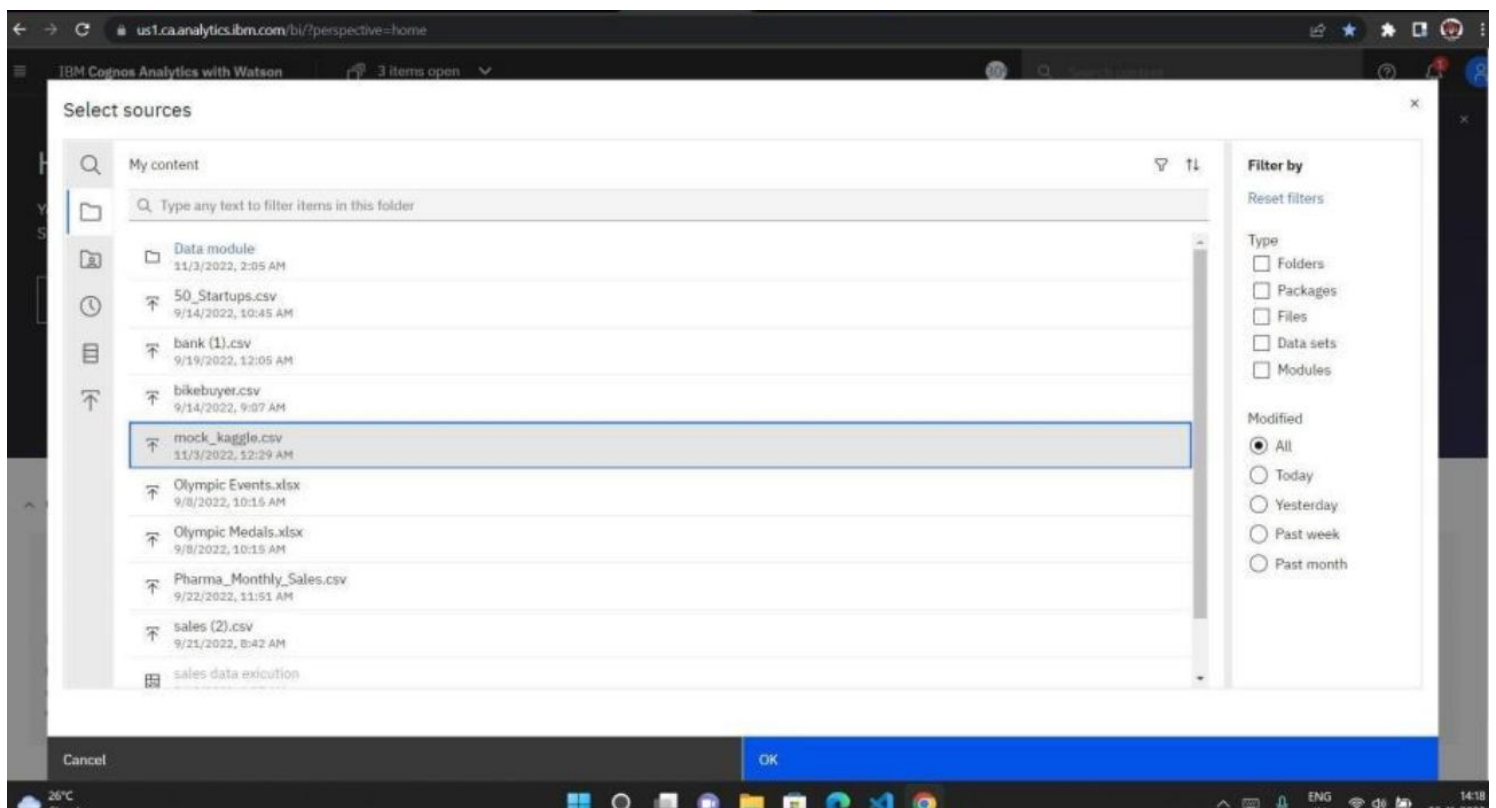 us1.ca.analytics.ibm.com/bi/?perspective=home
IBM Cognos Analytics with Watson
3 items open
Select sources
My content
Type any text to filter items in this folder
Data module
11/3/2022, 2:05 AM
50_Startups.csv
9/14/2022, 10:45 AM
bank (1).csv
9/19/2022, 12:05 AM
bikebuyer.csv
9/14/2022, 9:07 AM
mock_kaggle.csv
11/3/2022, 12:29 AM
Olympic Events.xlsx
9/8/2022, 10:15 AM
Olympic Medals.xlsx
9/8/2022, 10:15 AM
Pharma_Monthly_Sales.csv
9/22/2022, 11:51 AM
sales (2).csv
9/21/2022, 8:42 AM
sales data exicution
Filter by
Reset filters
Type
Folders
Packages
Files
Data sets
Modules
Modified
All
Today
Yesterday
Past week
Past month
Cancel
OK
26°C
ENG
14:18